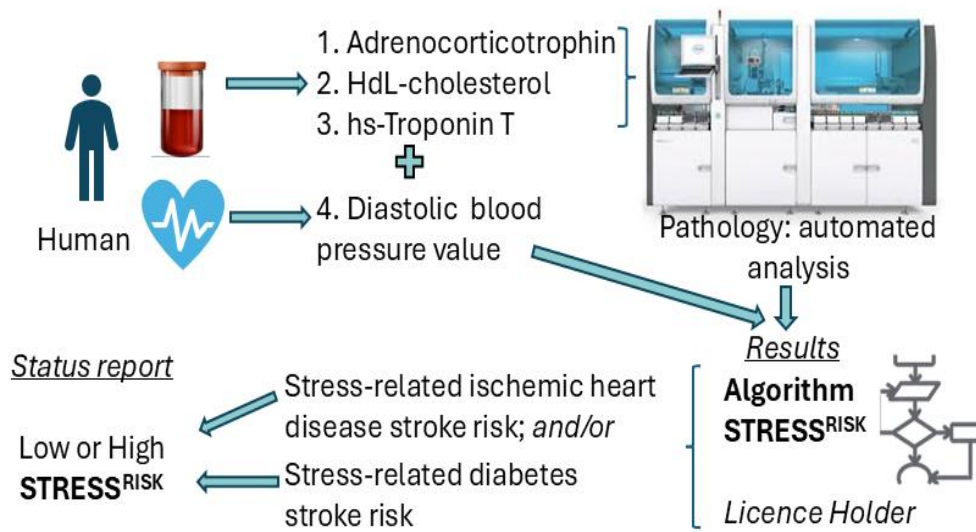 1. Adrenocorticotrophin
2. HdL-cholesterol
3. hs-Troponin T
Human
4. Diastolic blood
pressure value
Pathology: automated
analysis
Results
Algorithm
STRESSRISK
Licence Holder
Stress-related ischemic heart
disease stroke risk; and/or
Stress-related diabetes
stroke risk
Status report
Low or High
STRESSRISK